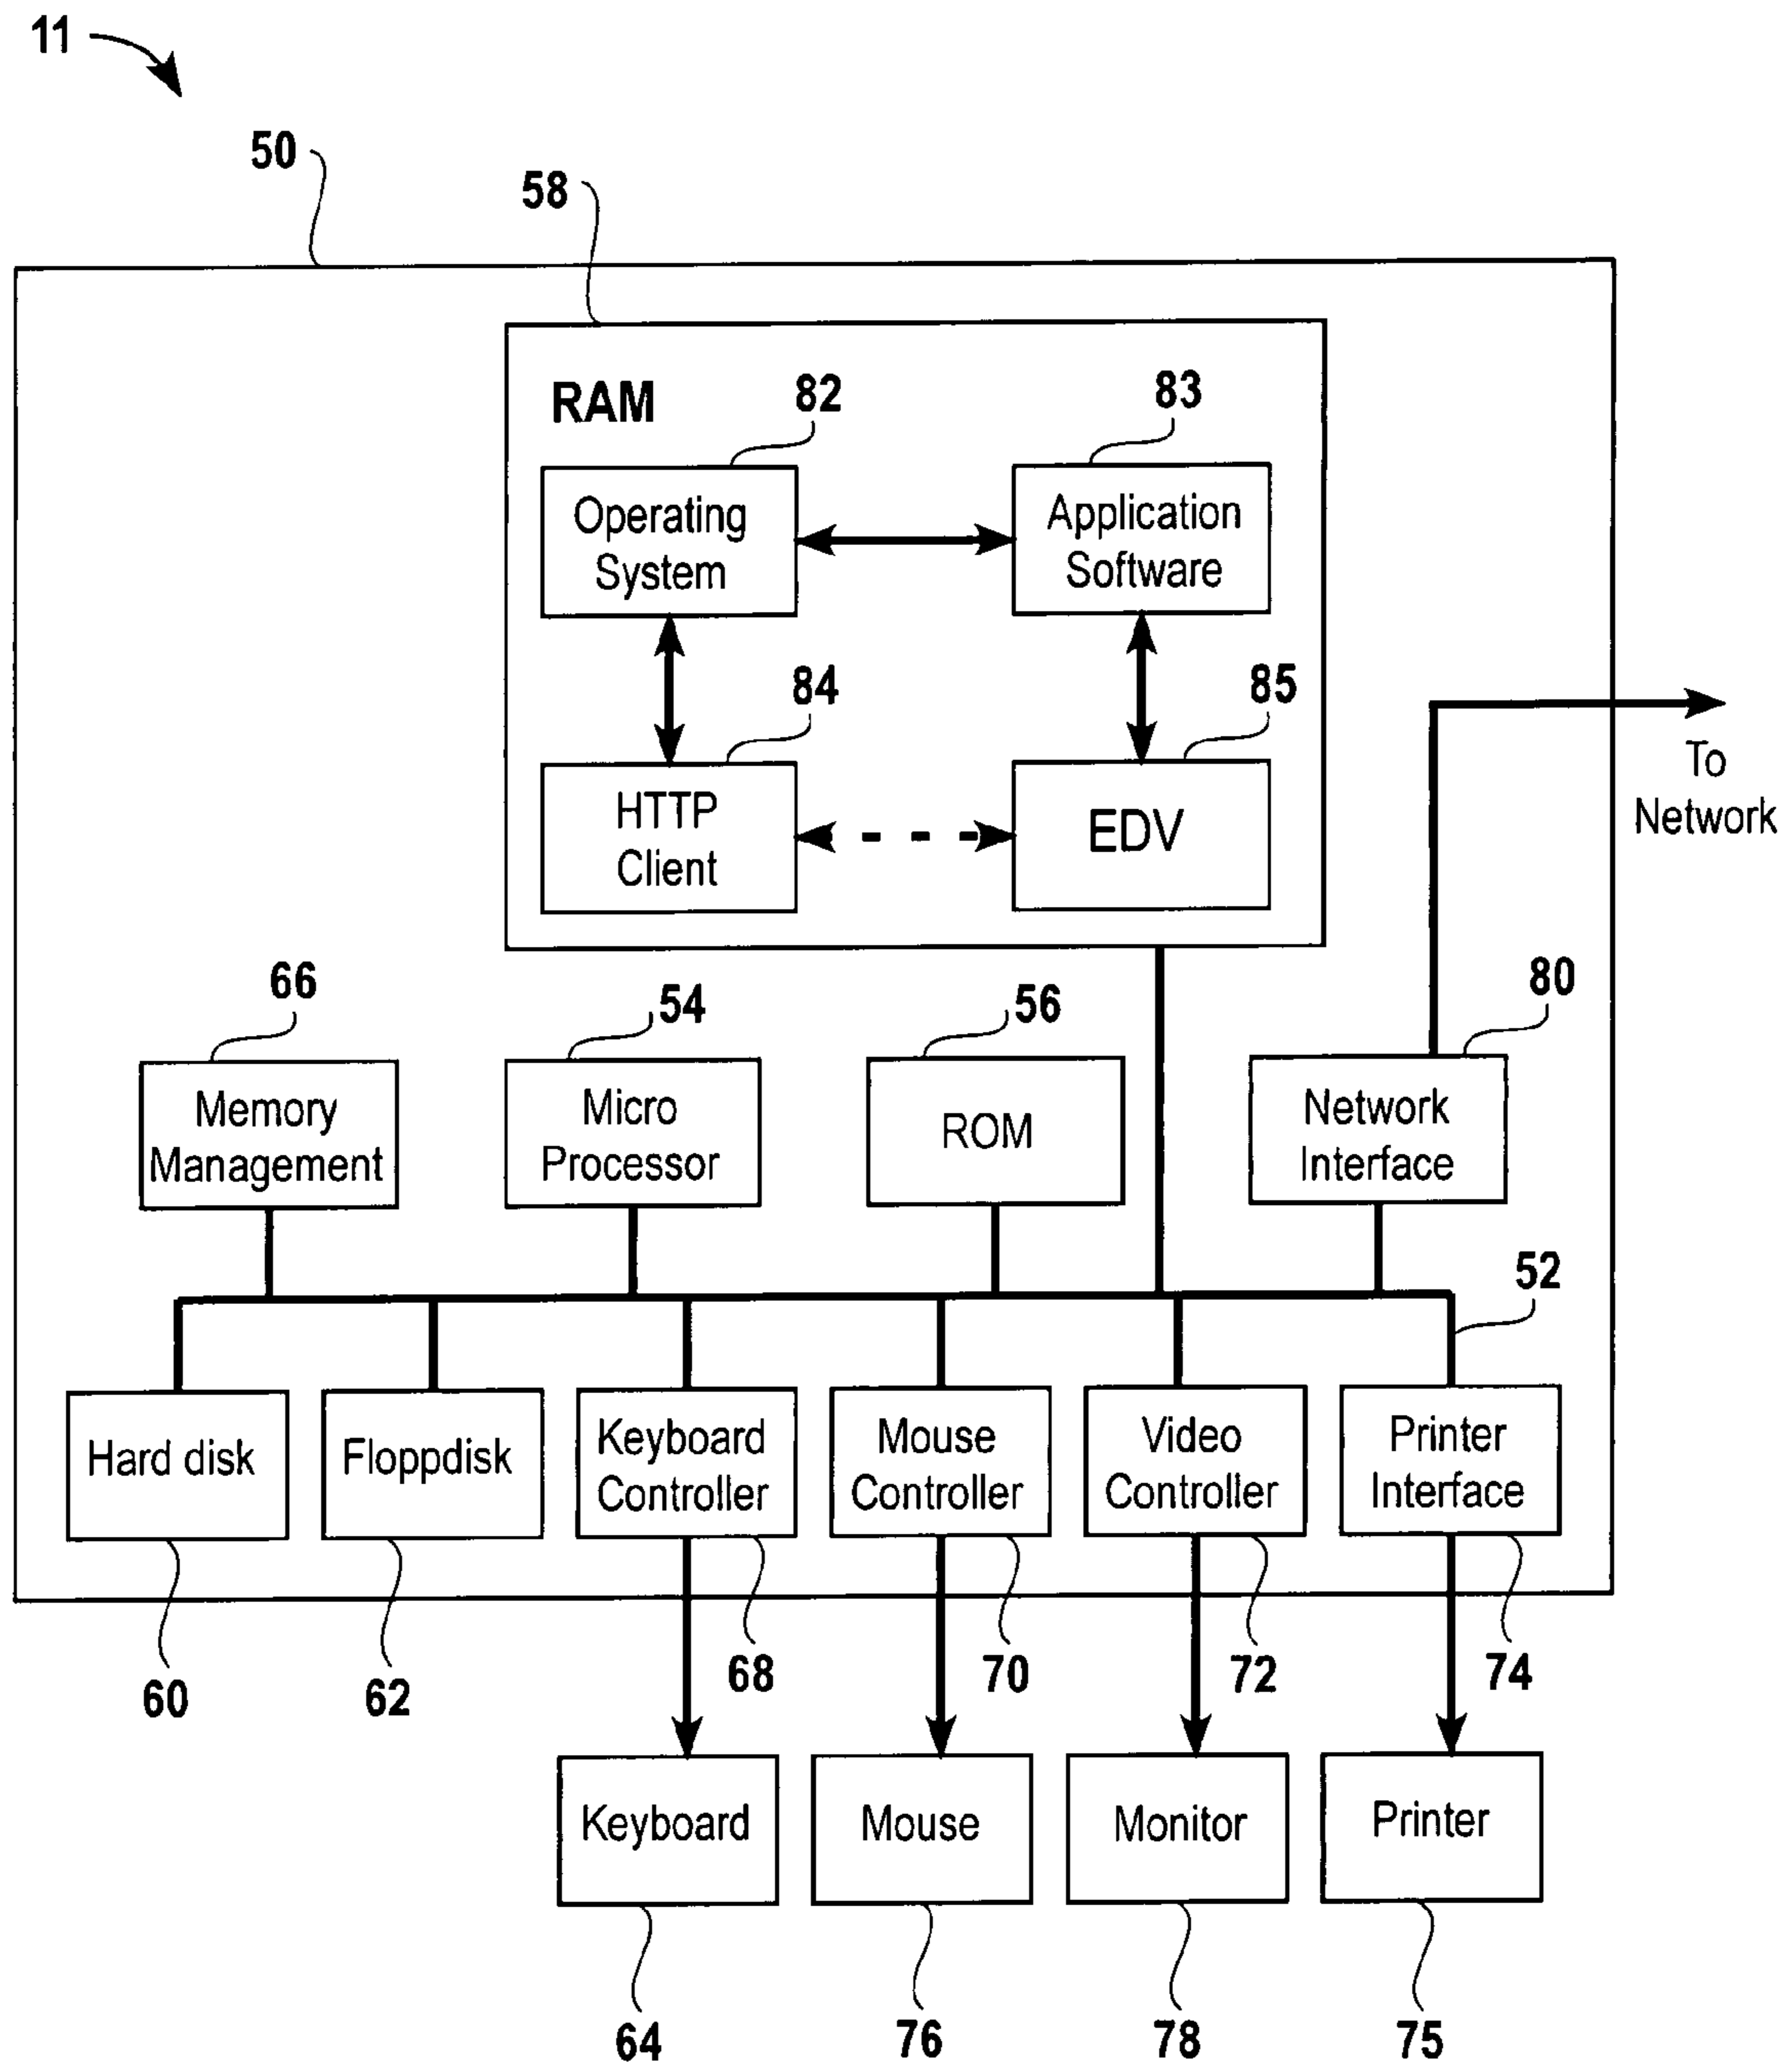 11
50
58
RAM
82
83
Operating
System
Application
Software
84
85
HTTP
Client
EDV
To
Network
66
54
56
80
Memory
Management
Micro
Processor
ROM
Network
Interface
52
Hard disk
Floppdisk
Keyboard
Controller
Mouse
Controller
Video
Controller
Printer
Interface
60
62
68
70
72
74
Keyboard
Mouse
Monitor
Printer
64
76
78
75